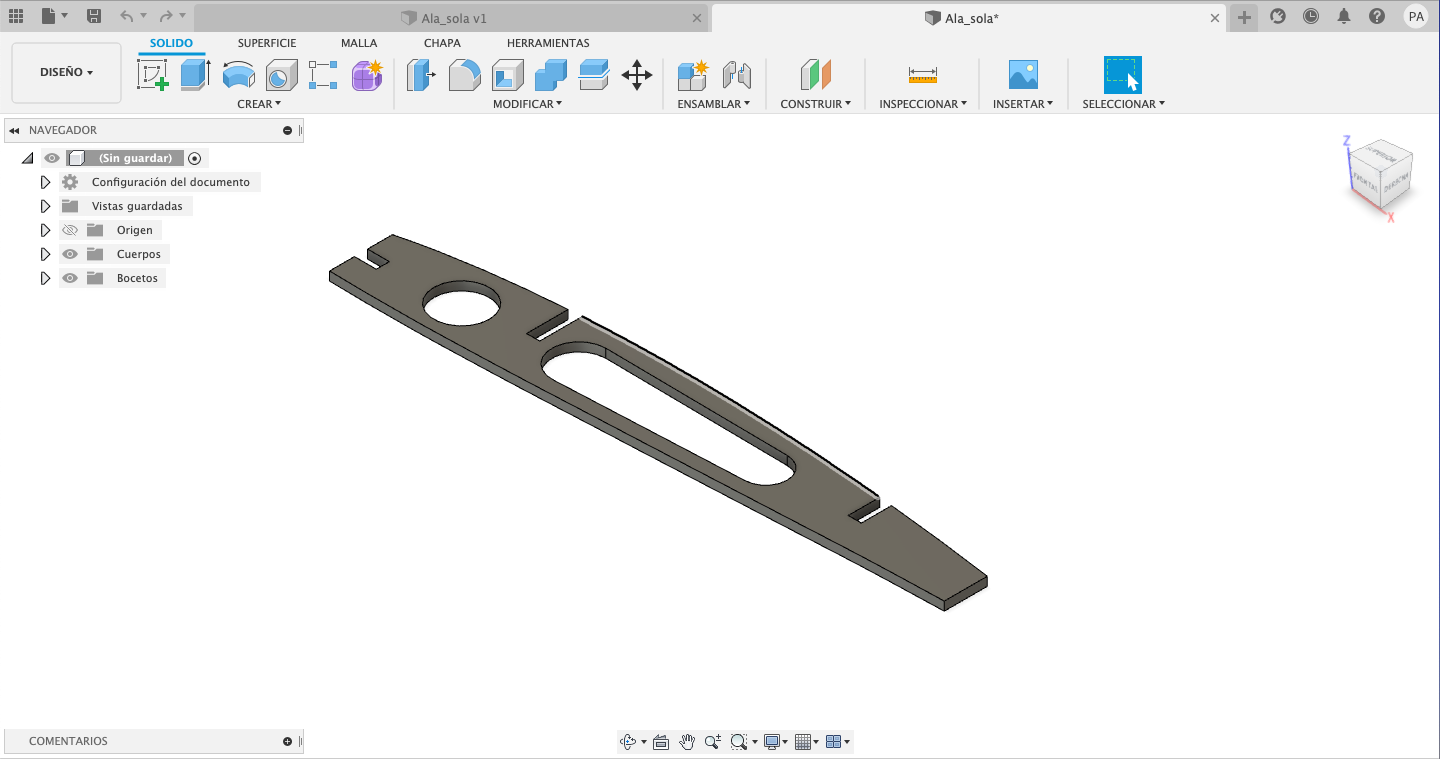 Ala_sola v1
Ala_sola*
PA
DISEÑO
SOLIDO
SUPERFICIE
MALLA
CHAPA
HERRAMIENTAS
CREAR
MODIFICAR
ENSAMBLAR
CONSTRUIR
INSPECCIONAR
INSERTAR
SELECCIONAR
NAVEGADOR
(Sin guardar)
Configuración del documento
Vistas guardadas
Origen
Cuerpos
Bocetos
Z
SUPERIOR
FRONTAL
DERECHA
X
COMENTARIOS